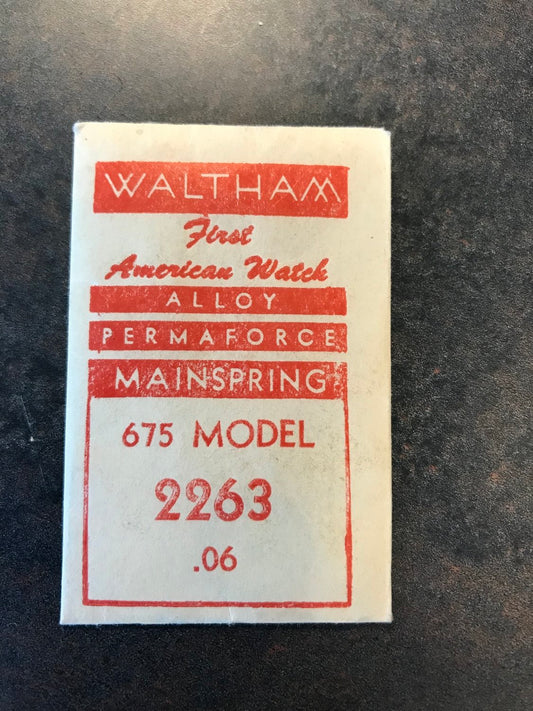 WALTHAM
First
American Watch
ALLOY
PERMAFORCE
MAINSPRING
675 MODEL
2263
.06